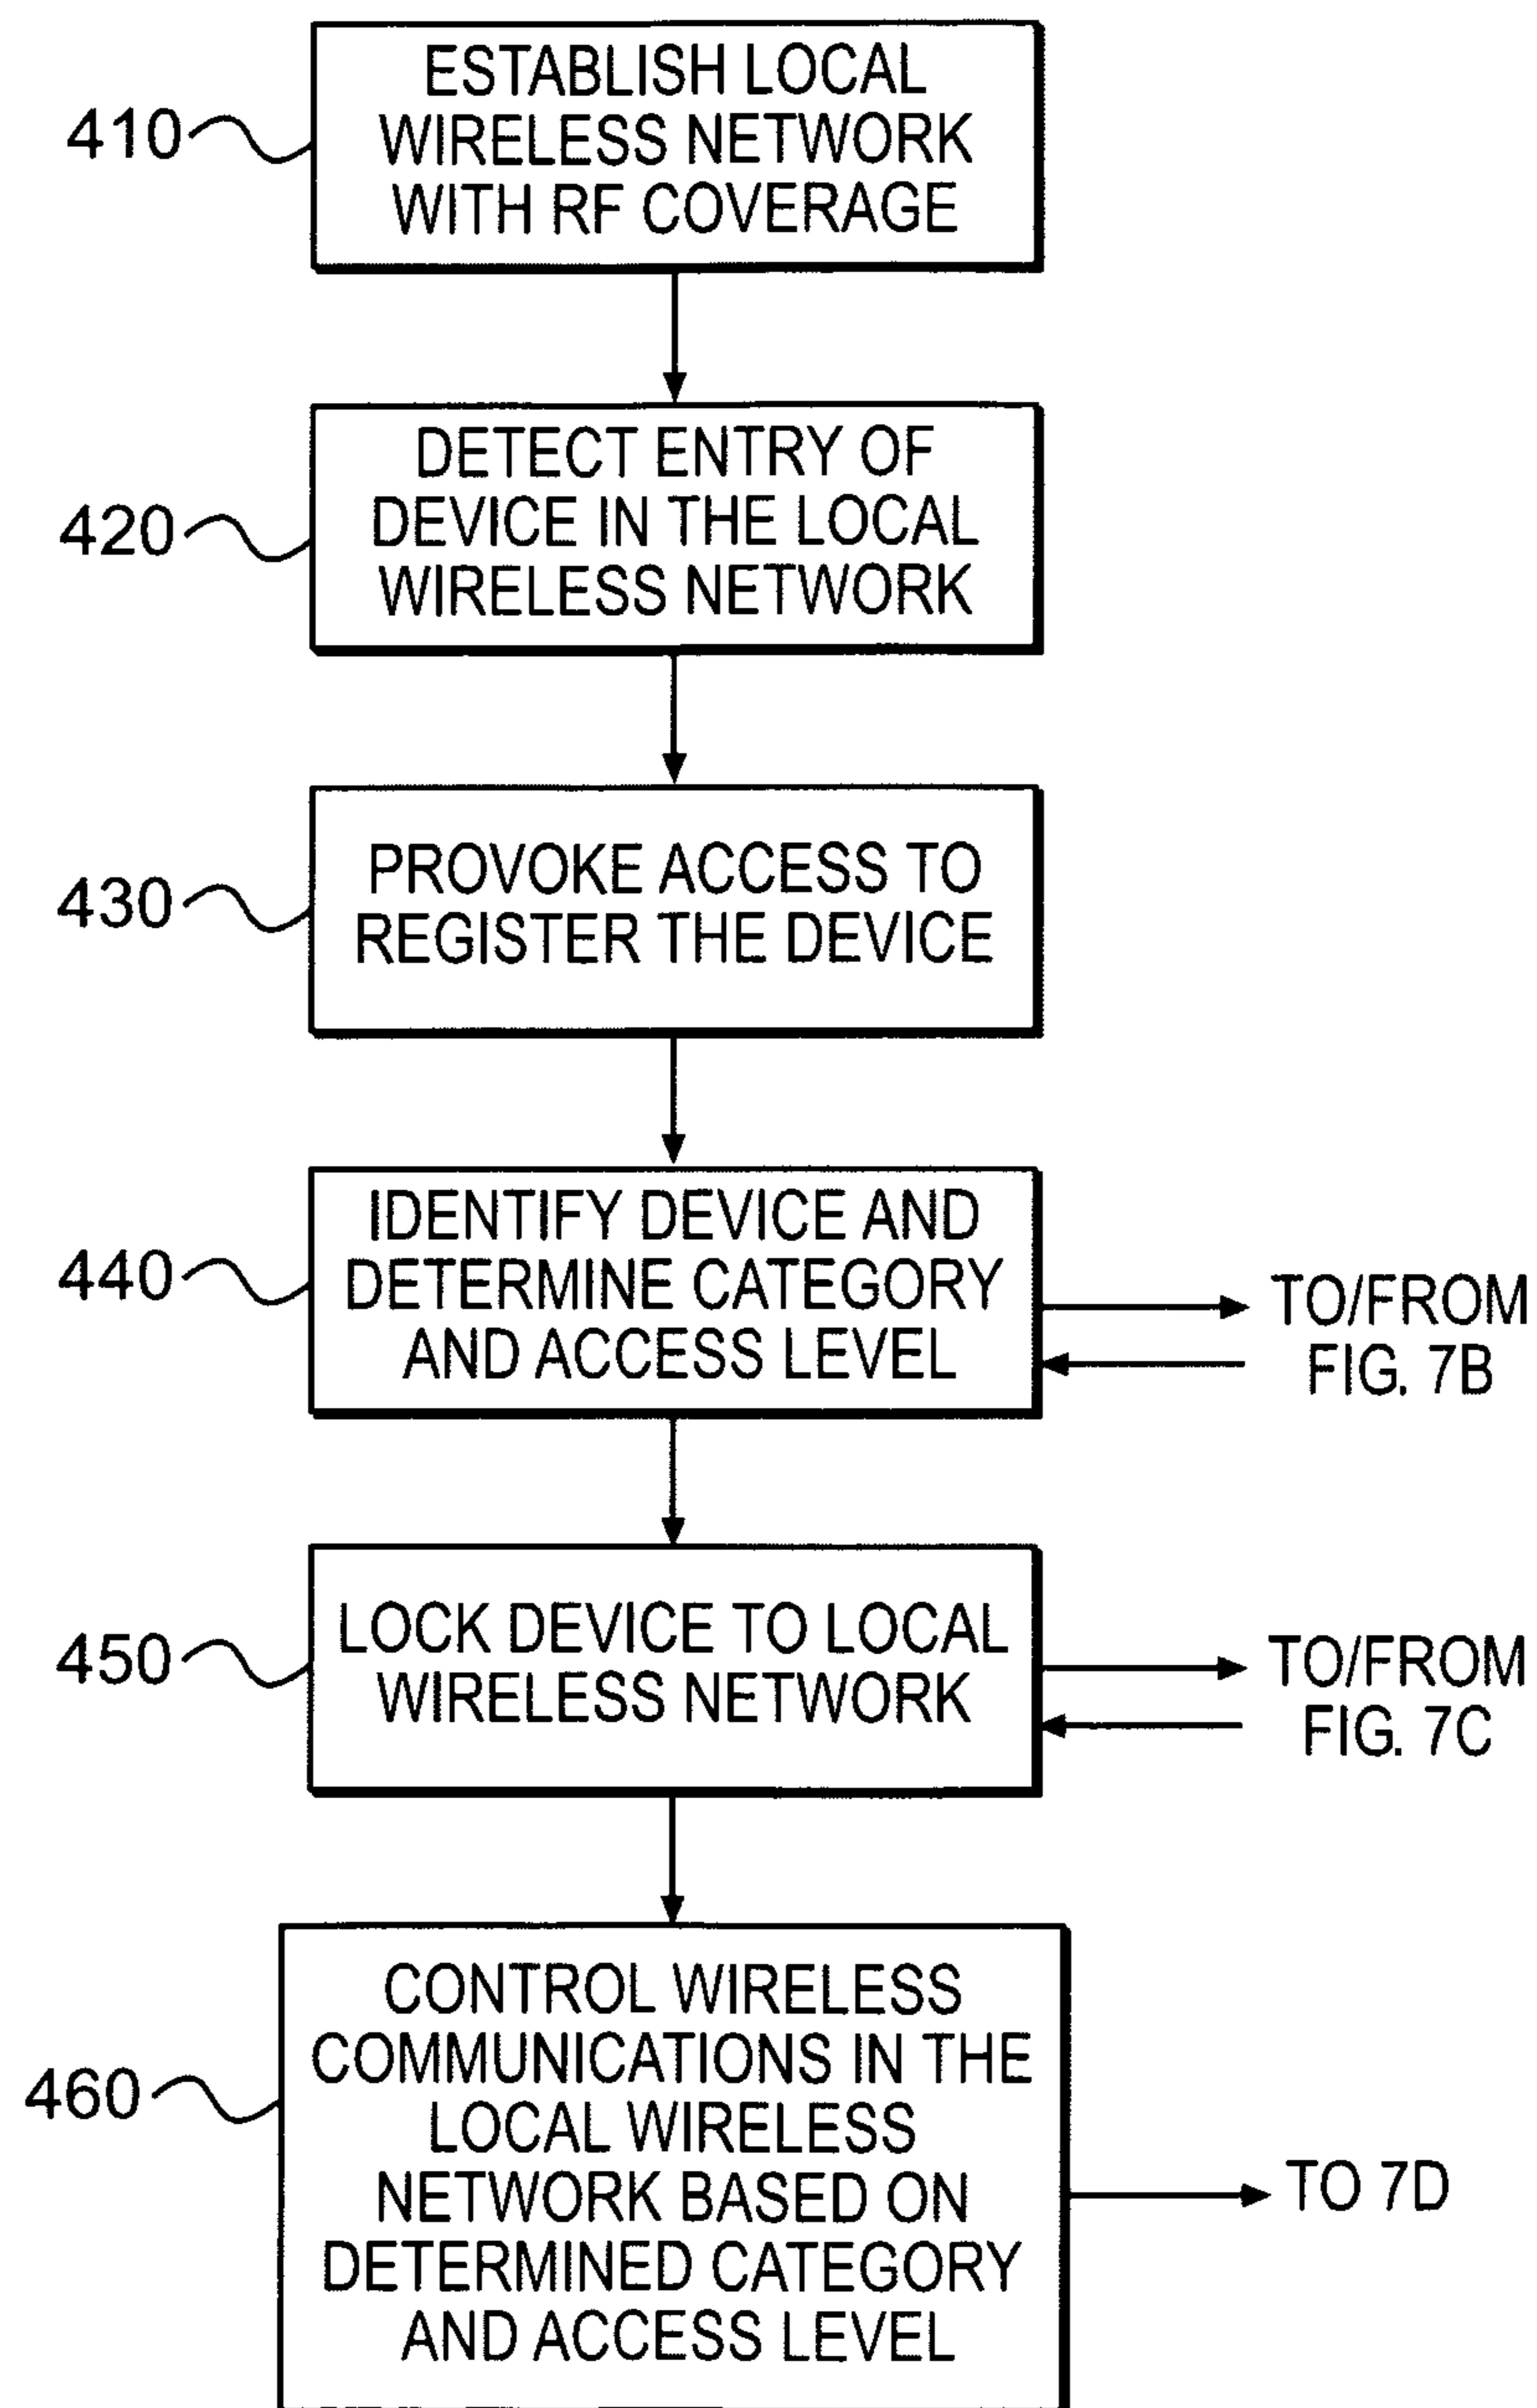 410
ESTABLISH LOCAL
WIRELESS NETWORK
WITH RF COVERAGE
420
DETECT ENTRY OF
DEVICE IN THE LOCAL
WIRELESS NETWORK
430
PROVOKE ACCESS TO
REGISTER THE DEVICE
440
IDENTIFY DEVICE AND
DETERMINE CATEGORY
AND ACCESS LEVEL
TO/FROM
FIG. 7B
450
LOCK DEVICE TO LOCAL
WIRELESS NETWORK
TO/FROM
FIG. 7C
460
CONTROL WIRELESS
COMMUNICATIONS IN THE
LOCAL WIRELESS
NETWORK BASED ON
DETERMINED CATEGORY
AND ACCESS LEVEL
TO 7D